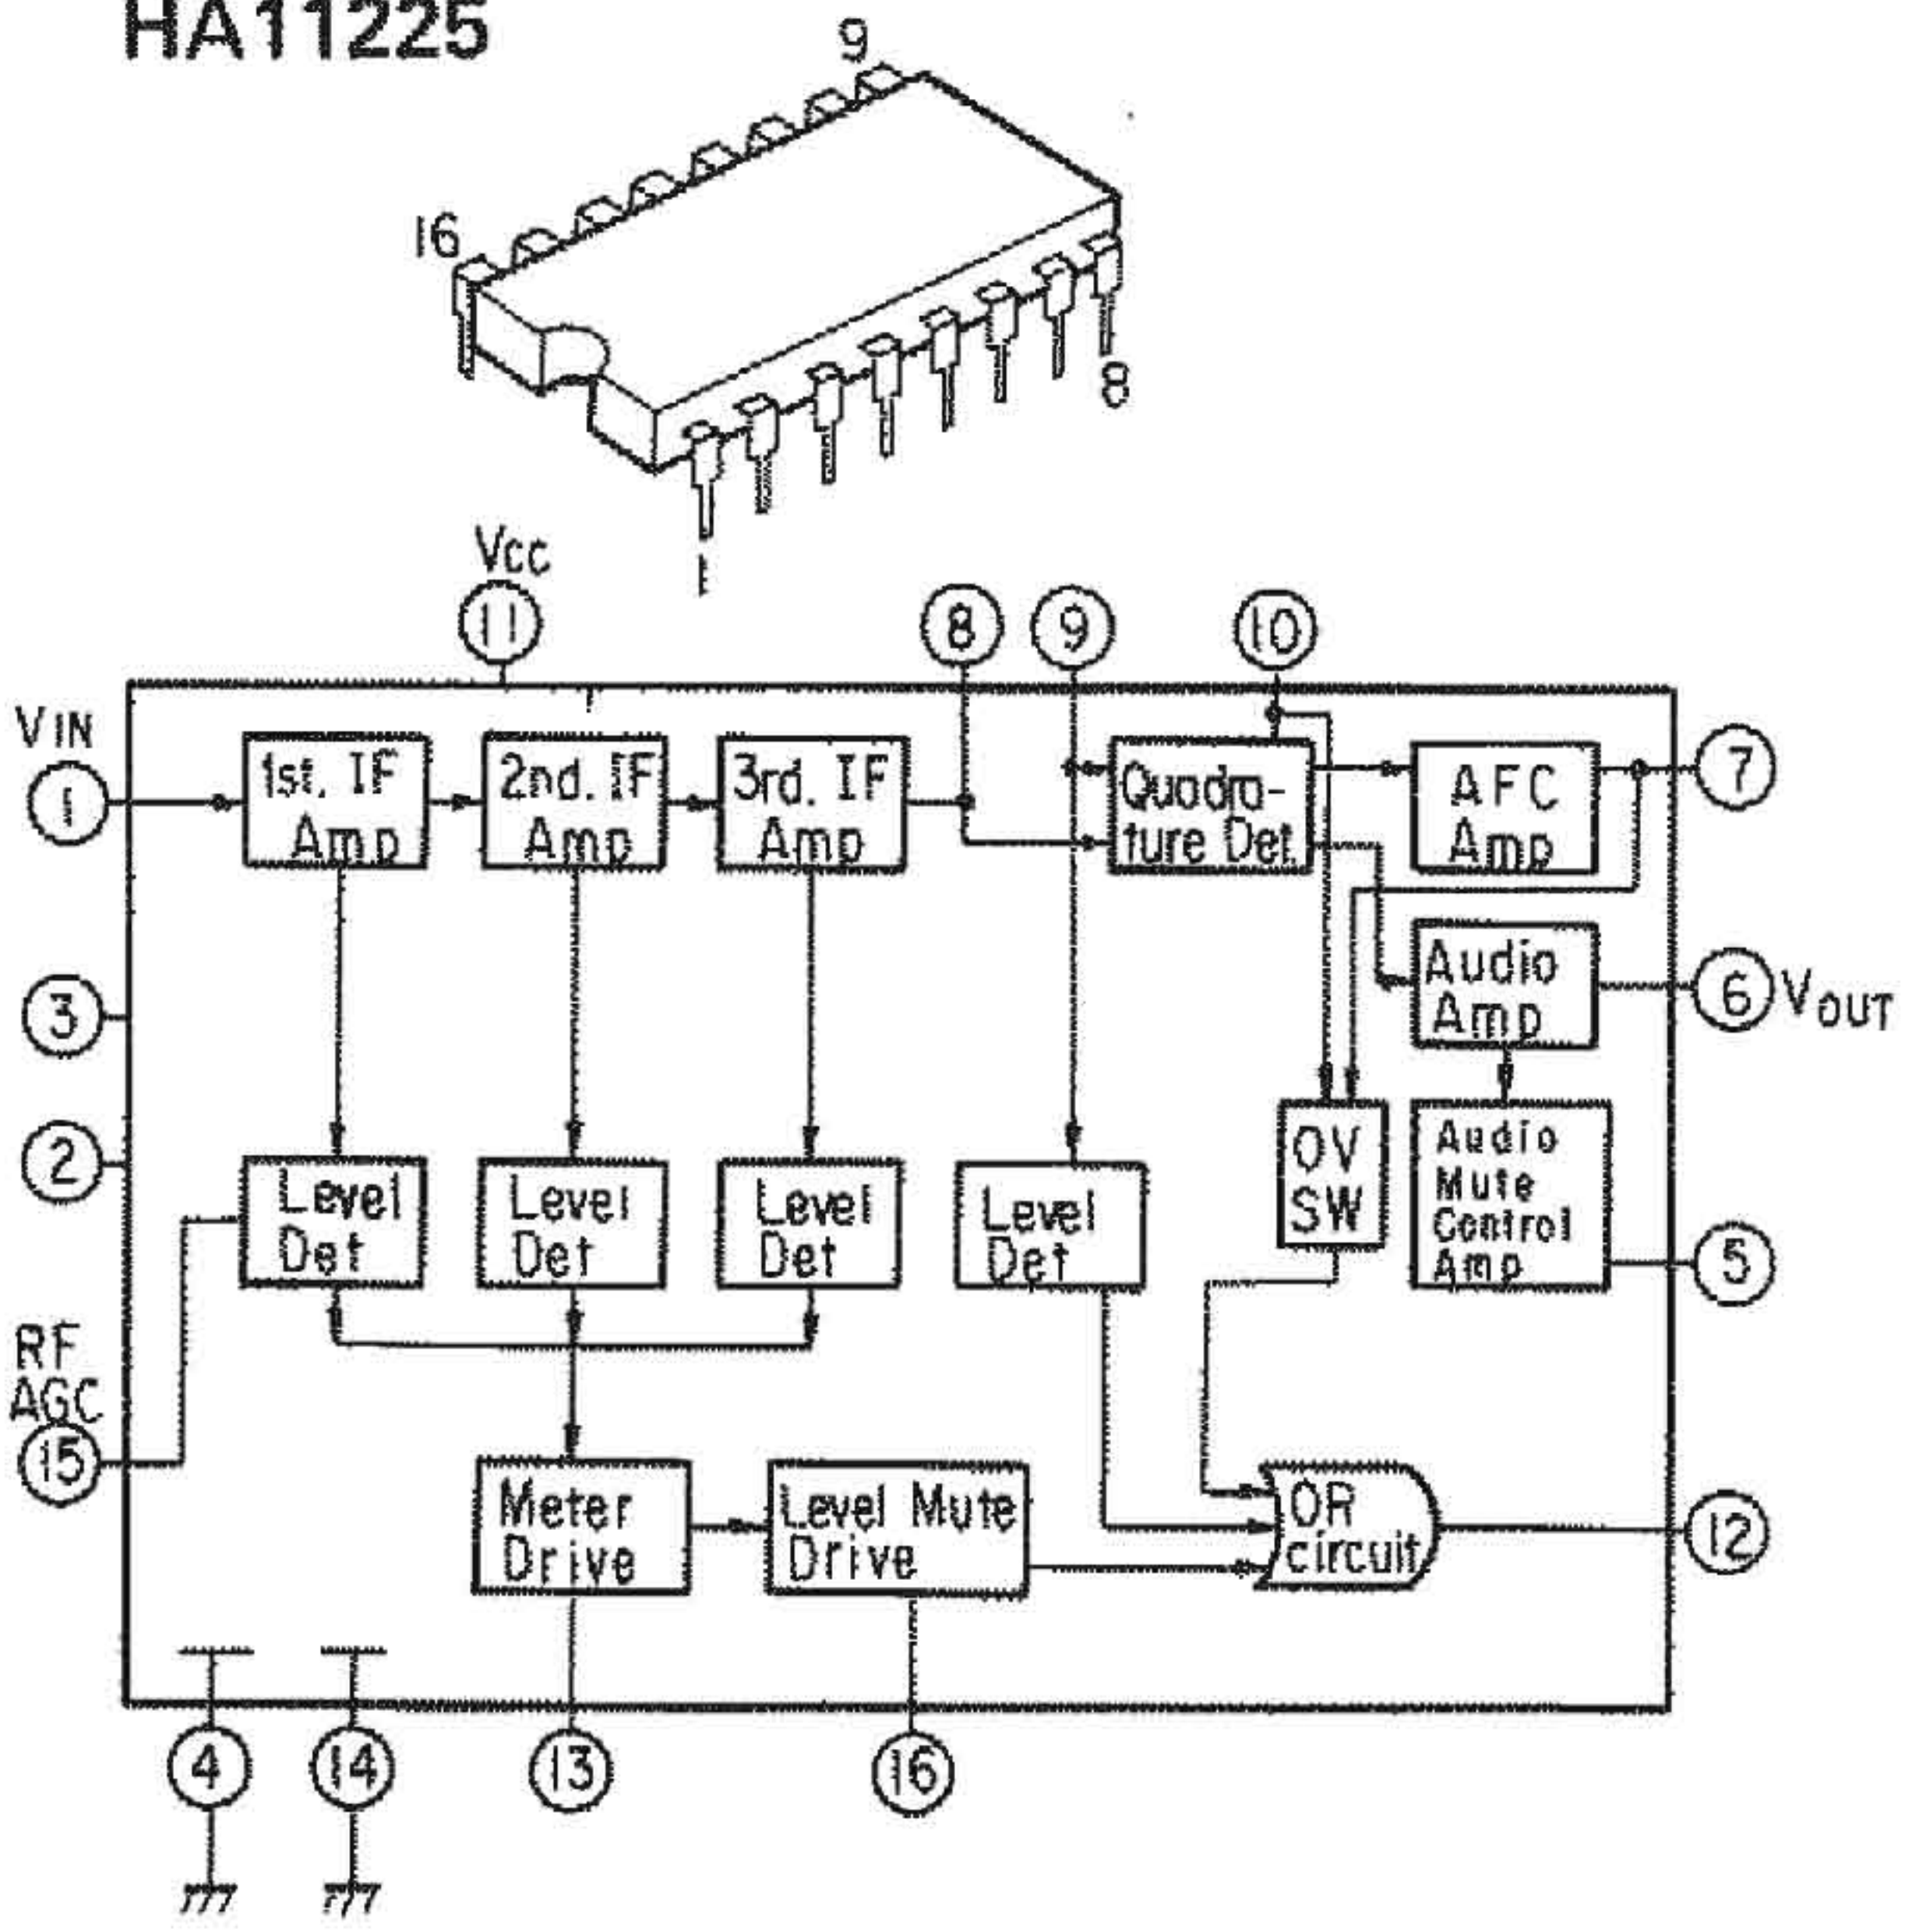 HA11225
9
16
8
1
Vcc
11
8
9
10
VIN
1
1st. IF
Amp
2nd. IF
Amp
3rd. IF
Amp
Quadra-
ture Det.
AFC
Amp
7
3
Audio
Amp
6
VOUT
2
Level
Det
Level
Det
Level
Det
Level
Det
OV
SW
Audio
Mute
Control
Amp
5
RF
AGC
15
Meter
Drive
Level Mute
Drive
OR
circuit
12
4
14
13
16